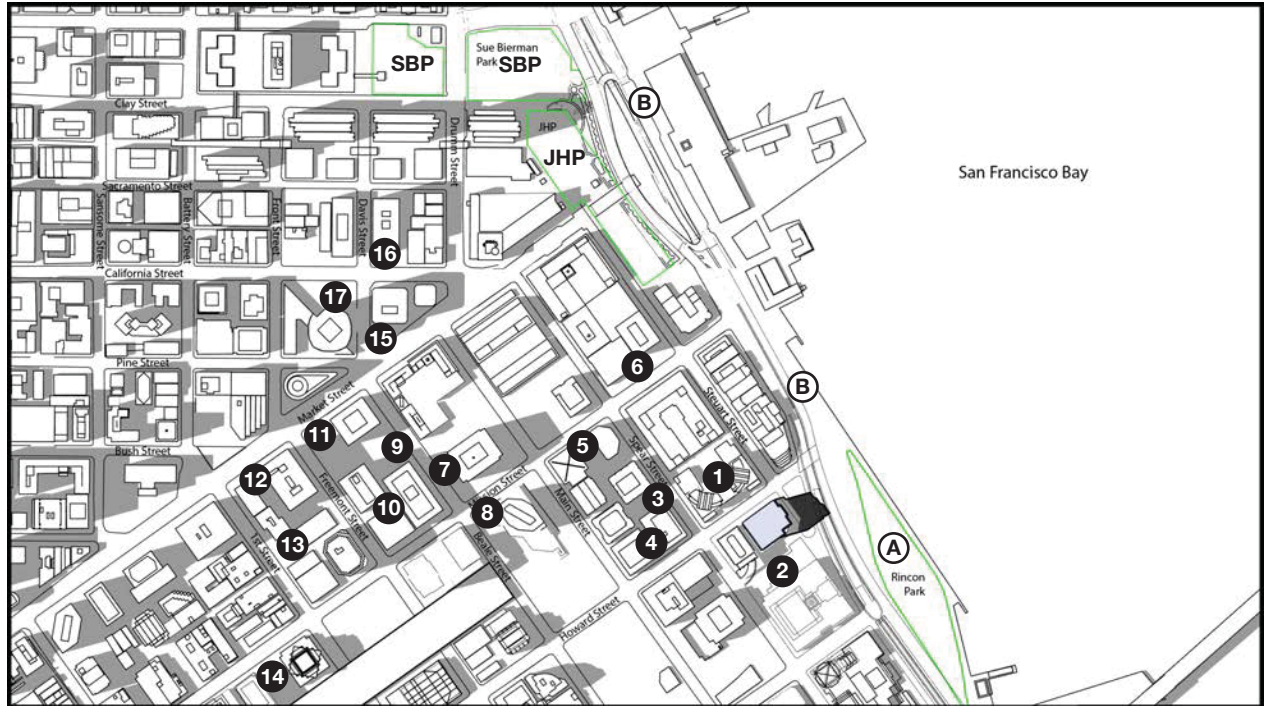 SBP
Sue Bierman
Park
SBP
B
Clay Street
Drumm Street
JHP
JHP
San Francisco Bay
Sacramento Street
Sansome Street
Battery Street
Front Street
Davis Street
16
California Street
17
15
6
Pine Street
B
Market Street
Steuart Street
11
9
5
Spear Street
1
Bush Street
7
12
Mission Street
3
Freemont Street
10
8
Main Street
13
1st Street
4
A
Beale Street
2
Rincon
Park
Howard Street
14